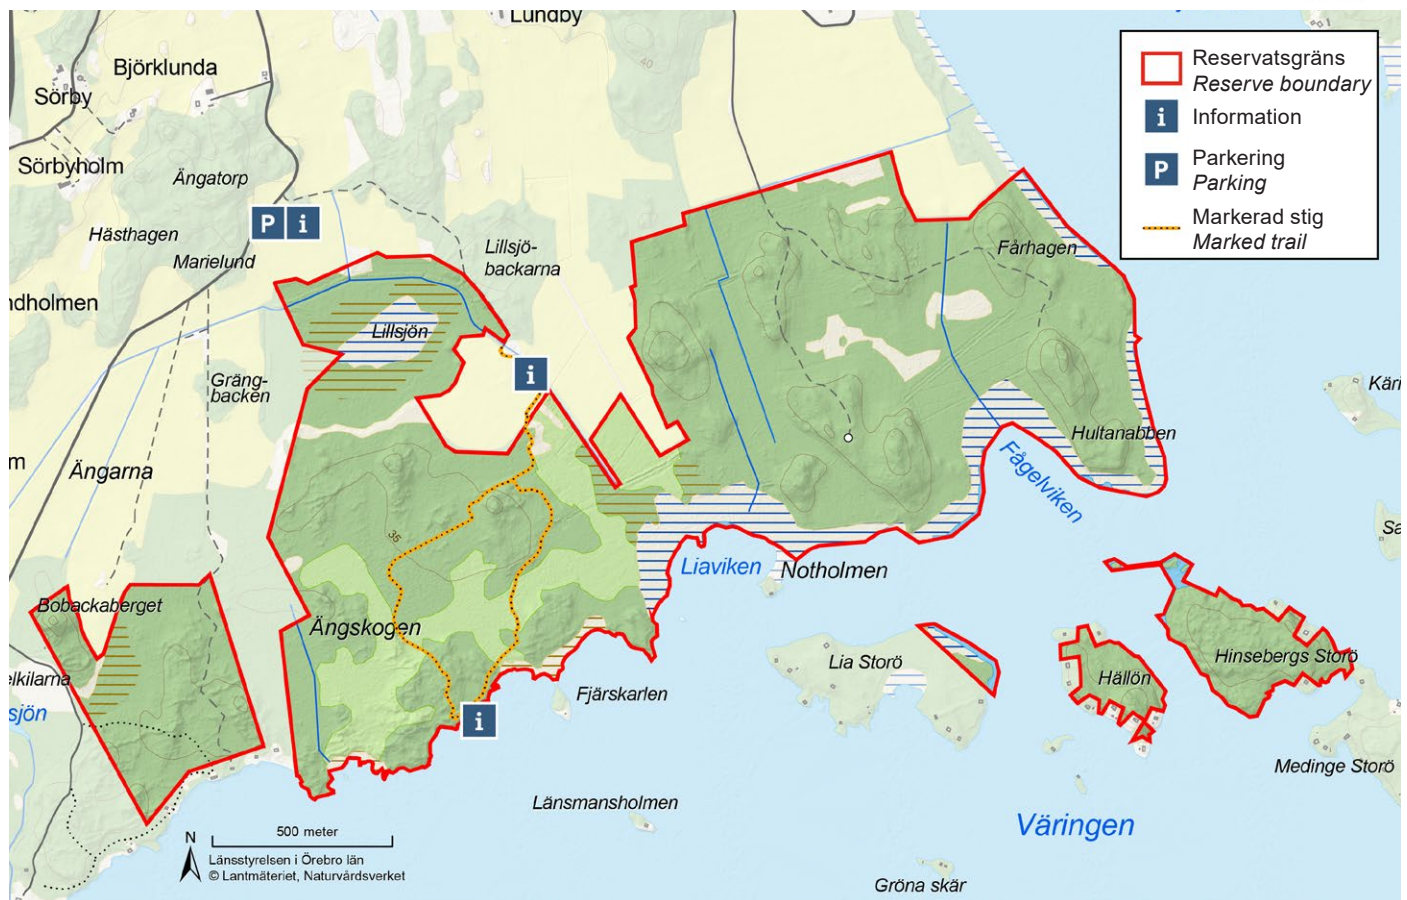 Lundby
Björklunda
Sörby
Sörbyholm
Ängatorp
Hästhagen
Marielund
P i
Lillsjö-
backarna
ndholmen
Lillsjön
Gräng-
backen
i
m
Ängarna
40
Fårhagen
Hultanabben
Fågelviken
Käri
Sa
35
Liaviken
Notholmen
Bobackaberget
Ängskogen
elkilarna
sjön
i
Fjärskarlen
Lia Storö
Hällön
Hinsebergs Storö
Medinge Storö
Länsmansholmen
Väringen
Gröna skär
N
500 meter
Länsstyrelsen i Örebro län
© Lantmäteriet, Naturvårdsverket
Reservatsgräns
Reserve boundary
i Information
P Parkering
Parking
Markerad stig
Marked trail